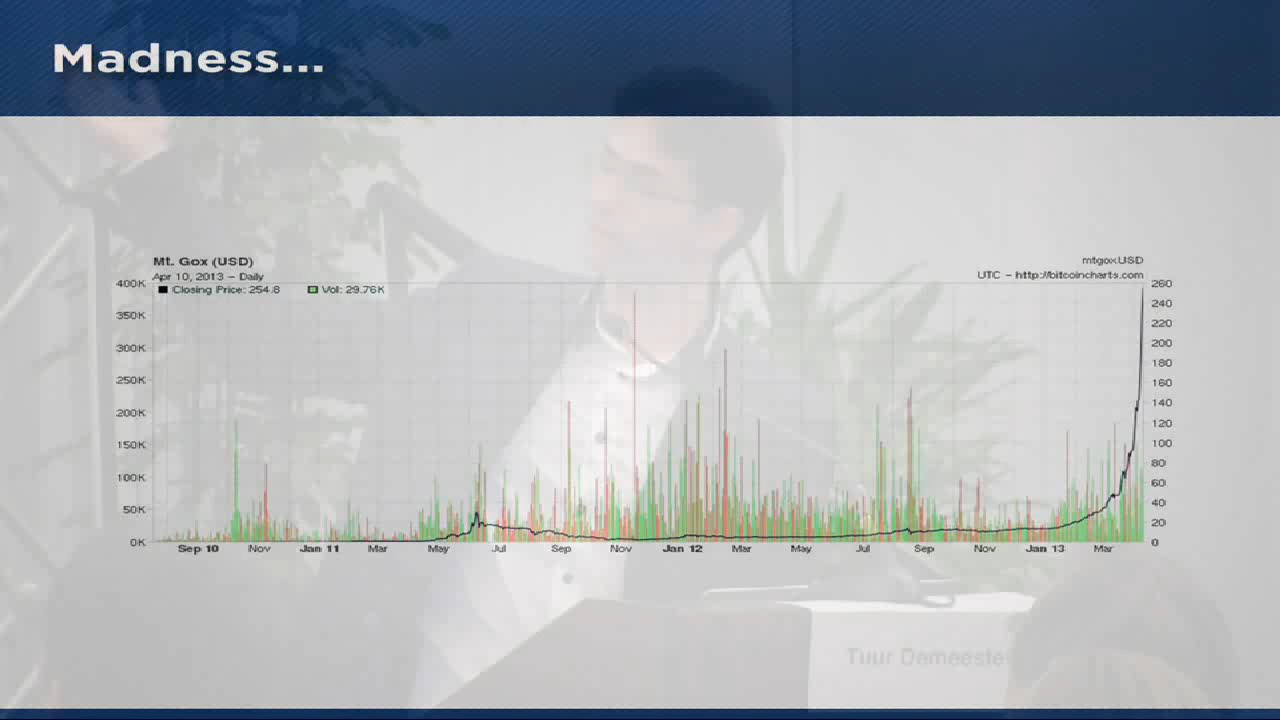 Madness...
Mt. Gox (USD)
mtgoxUSD
Apr 10, 2013 - Daily
UTC - http://bitcoincharts.com
Closing Price: 254.8
Vol: 29.76K
400K
350K
300K
250K
200K
150K
100K
50K
0K
260
240
220
200
180
160
140
120
100
80
60
40
20
0
Sep 10 Nov Jan 11 Mar May Jul Sep Nov Jan 12 Mar May Jul Sep Nov Jan 13 Mar
Tuur Demeeste